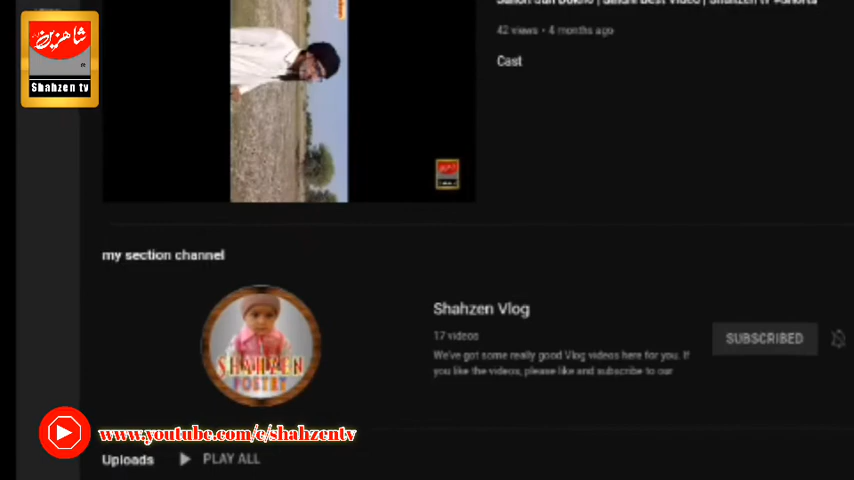 شاهزين
Shahzen tv
42 views • 4 months ago
Cast
my section channel
Shahzen Vlog
17 videos
SUBSCRIBED
We've got some really good Vlog videos here for you. If
you like the videos, please like and subscribe to our
SHAHZEN
POETRY
www.youtube.com/c/shahzentv
Uploads
PLAY ALL